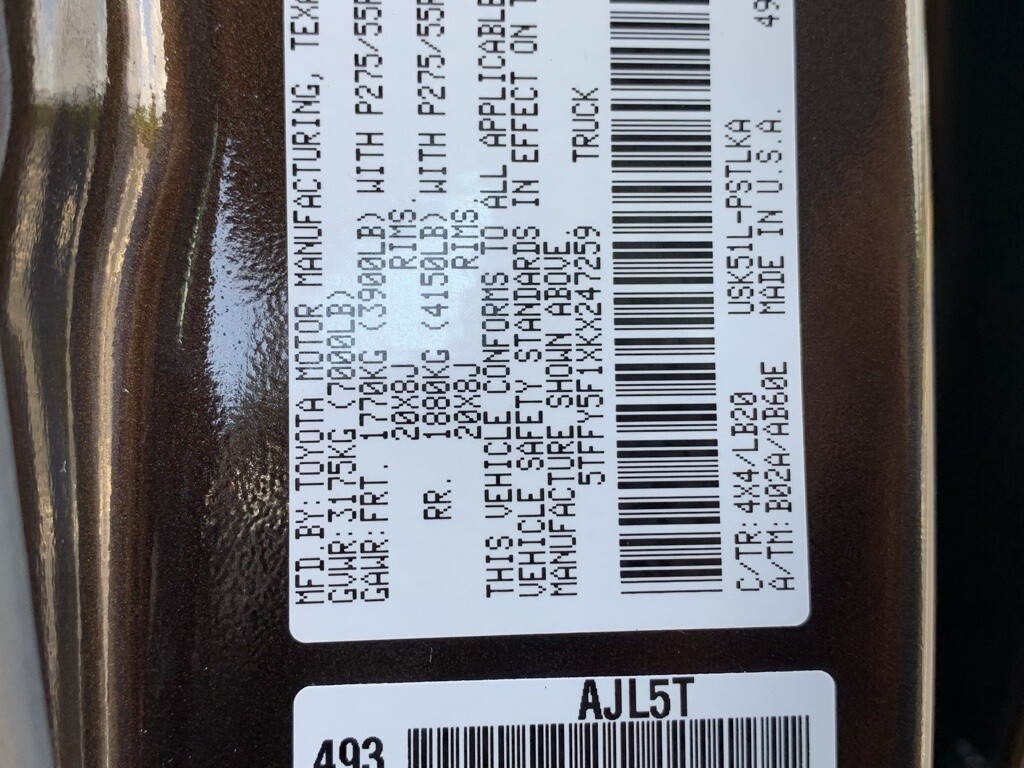 MFD. BY: TOYOTA MOTOR MANUFACTURING, TEXA
GVWR: 3175KG (7000LB)
GAWR: FRT. 1770KG (3900LB) WITH P275/55R
20X8J RIMS.
RR. 1880KG (4150LB) WITH P275/55R
20X8J RIMS.
THIS VEHICLE CONFORMS TO ALL APPLICABLE
VEHICLE SAFETY STANDARDS IN EFFECT ON T
MANUFACTURE SHOWN ABOVE.
5TFFY5F1XKX247259 TRUCK
C/TR: 4X4/LB20 USK51L-PSTLKA
A/TM: B02A/AB60E MADE IN U.S.A. 49
AJL5T
493